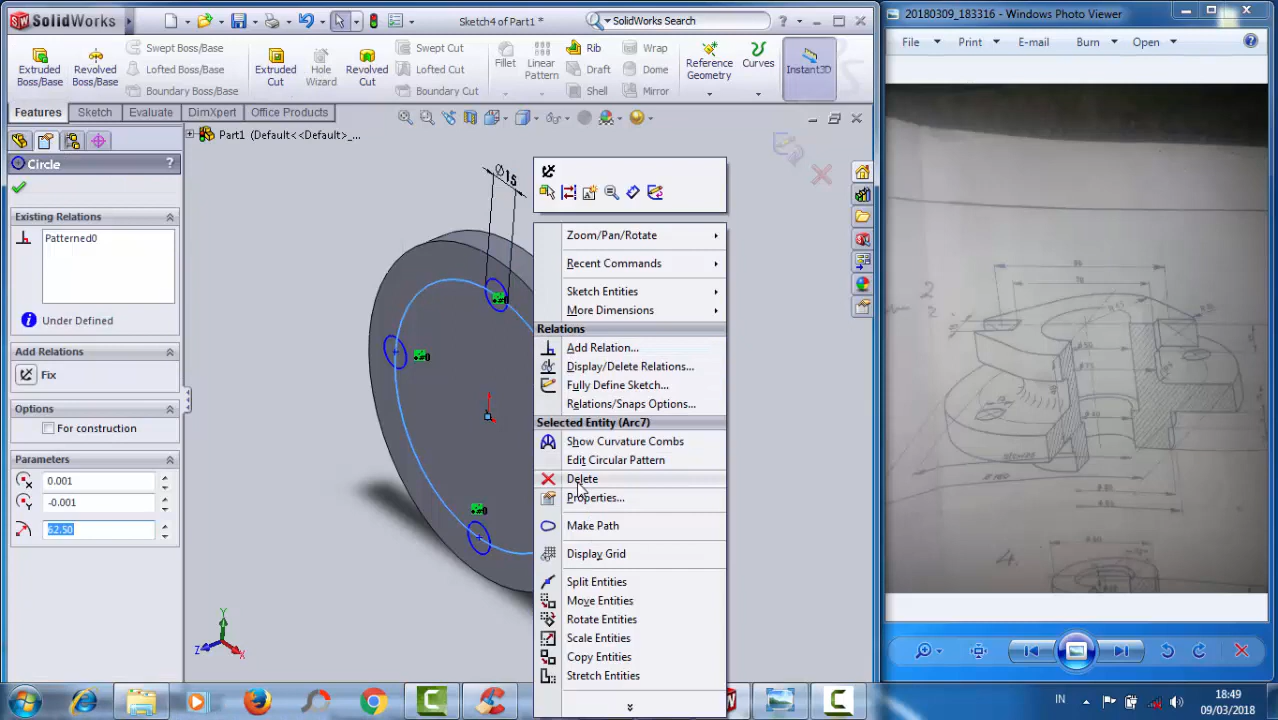 SolidWorks
Sketch4 of Part1 *
SolidWorks Search
20180309_183316 - Windows Photo Viewer
File
Print
E-mail
Burn
Open
Extruded Boss/Base
Revolved Boss/Base
Swept Boss/Base
Lofted Boss/Base
Boundary Boss/Base
Extruded Cut
Hole Wizard
Revolved Cut
Swept Cut
Lofted Cut
Boundary Cut
Fillet
Linear Pattern
Rib
Draft
Shell
Wrap
Dome
Mirror
Reference Geometry
Curves
Instant3D
Features
Sketch
Evaluate
DimXpert
Office Products
Part1 (Default<<Default>_...
Circle
?
Existing Relations
Patterned0
Under Defined
Add Relations
Fix
Options
For construction
Parameters
0.001
-0.001
62.50
Ø15
Zoom/Pan/Rotate
Recent Commands
Sketch Entities
More Dimensions
Relations
Add Relation...
Display/Delete Relations...
Fully Define Sketch...
Relations/Snaps Options...
Selected Entity (Arc7)
Show Curvature Combs
Edit Circular Pattern
Delete
Properties...
Make Path
Display Grid
Split Entities
Move Entities
Rotate Entities
Scale Entities
Copy Entities
Stretch Entities
Y
Z
X
2
2
4.
IN
18:49
09/03/2018